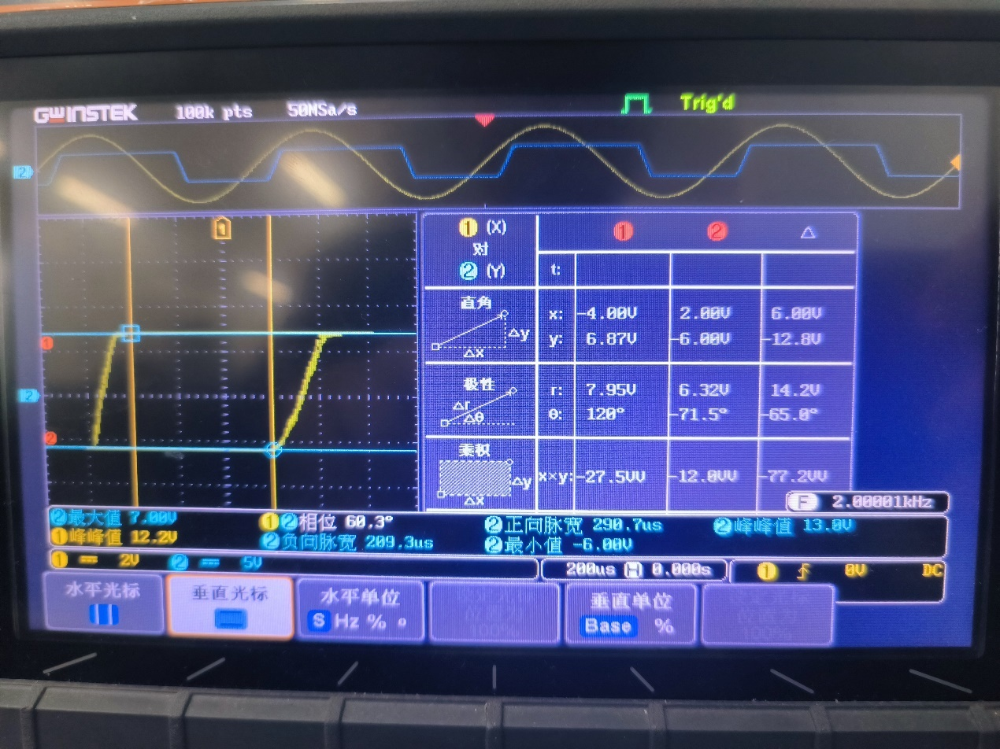 GWINSTEK 100k pts 50MSa/s Trig'd
2
1
1 (X) 1 2 △
对
2 (Y) t:
直角 x: -4.00V 2.00V 6.00V
△y y: 6.87V -6.00V -12.8V
△x
极性 r: 7.95V 6.32V 14.2V
△r
△θ θ: 120° -71.5° -65.0°
乘积
△y x×y: -27.5VV -12.0VV -77.2VV
△x
1
2
2
F 2.00001kHz
2最大值 7.00V 12相位 60.3° 2正向脉宽 290.7us 2峰峰值 13.0V
1峰峰值 12.2V 2负向脉宽 209.3us 2最小值 -6.00V
1 2V 2 5V 200us H 0.000s 1 0V DC
水平光标 垂直光标 水平单位 垂直单位
S Hz % ° Base %